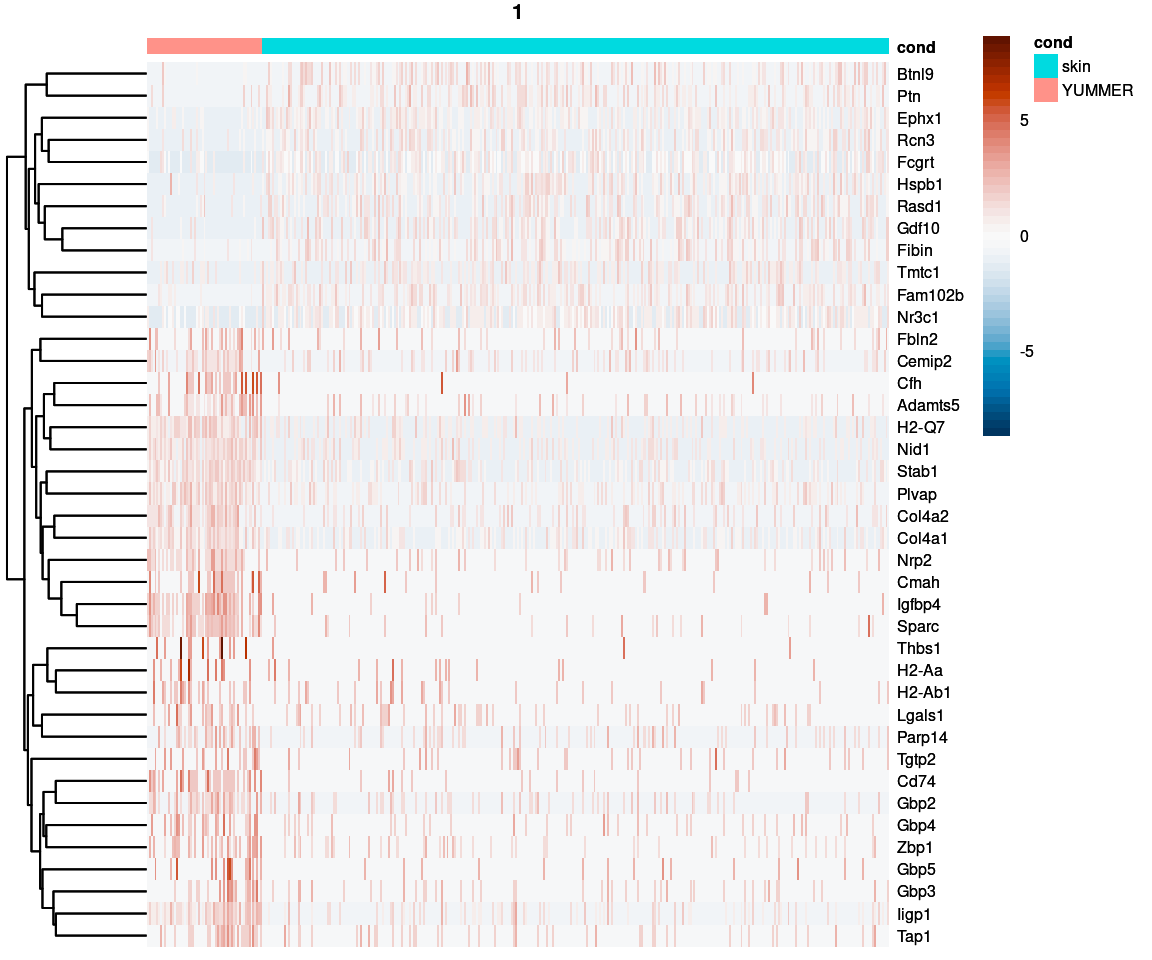 1
cond
Btnl9
Ptn
Ephx1
Rcn3
Fcgrt
Hspb1
Rasd1
Gdf10
Fibin
Tmtc1
Fam102b
Nr3c1
Fbln2
Cemip2
Cfh
Adamts5
H2-Q7
Nid1
Stab1
Plvap
Col4a2
Col4a1
Nrp2
Cmah
Igfbp4
Sparc
Thbs1
H2-Aa
H2-Ab1
Lgals1
Parp14
Tgtp2
Cd74
Gbp2
Gbp4
Zbp1
Gbp5
Gbp3
Iigp1
Tap1
5
0
-5
cond
skin
YUMMER